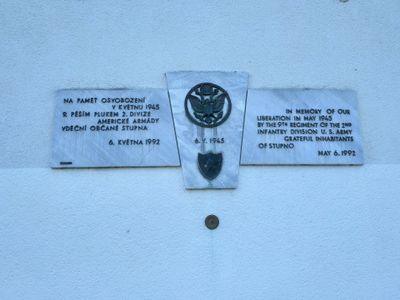 NA PAMĚŤ OSVOBOZENÍ
V KVĚTNU 1945
9. PĚŠÍM PLUKEM 2. DIVIZE
AMERICKÉ ARMÁDY
VDĚČNÍ OBČANÉ STUPNA
6. KVĚTNA 1992
6. V. 1945
IN MEMORY OF OUR
LIBERATION IN MAY 1945
BY THE 9TH REGIMENT OF THE 2ND
INFANTRY DIVISION U. S. ARMY
GRATEFUL INHABITANTS
OF STUPNO
MAY 6. 1992